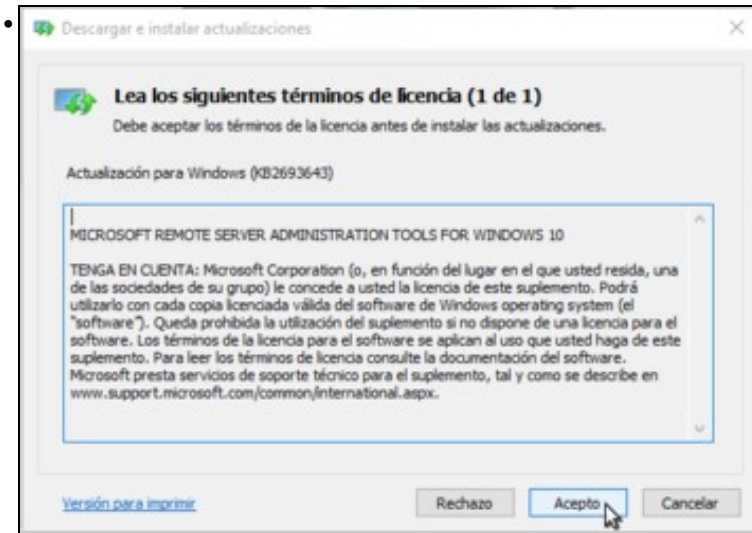 Descargar e instalar actualizaciones
Lea los siguientes términos de licencia (1 de 1)
Debe aceptar los términos de la licencia antes de instalar las actualizaciones.
Actualización para Windows (KB2693643)
MICROSOFT REMOTE SERVER ADMINISTRATION TOOLS FOR WINDOWS 10
TENGA EN CUENTA: Microsoft Corporation (o, en función del lugar en el que usted resida, una
de las sociedades de su grupo) le concede a usted la licencia de este suplemento. Podrá
utilizarlo con cada copia licenciada válida del software de Windows operating system (el
"software"). Queda prohibida la utilización del suplemento si no dispone de una licencia para el
software. Los términos de la licencia para el software se aplican al uso que usted haga de este
suplemento. Para leer los términos de licencia consulte la documentación del software.
Microsoft presta servicios de soporte técnico para el suplemento, tal y como se describe en
www.support.microsoft.com/common/international.aspx.
Versión para imprimir
Rechazo
Acepto
Cancelar